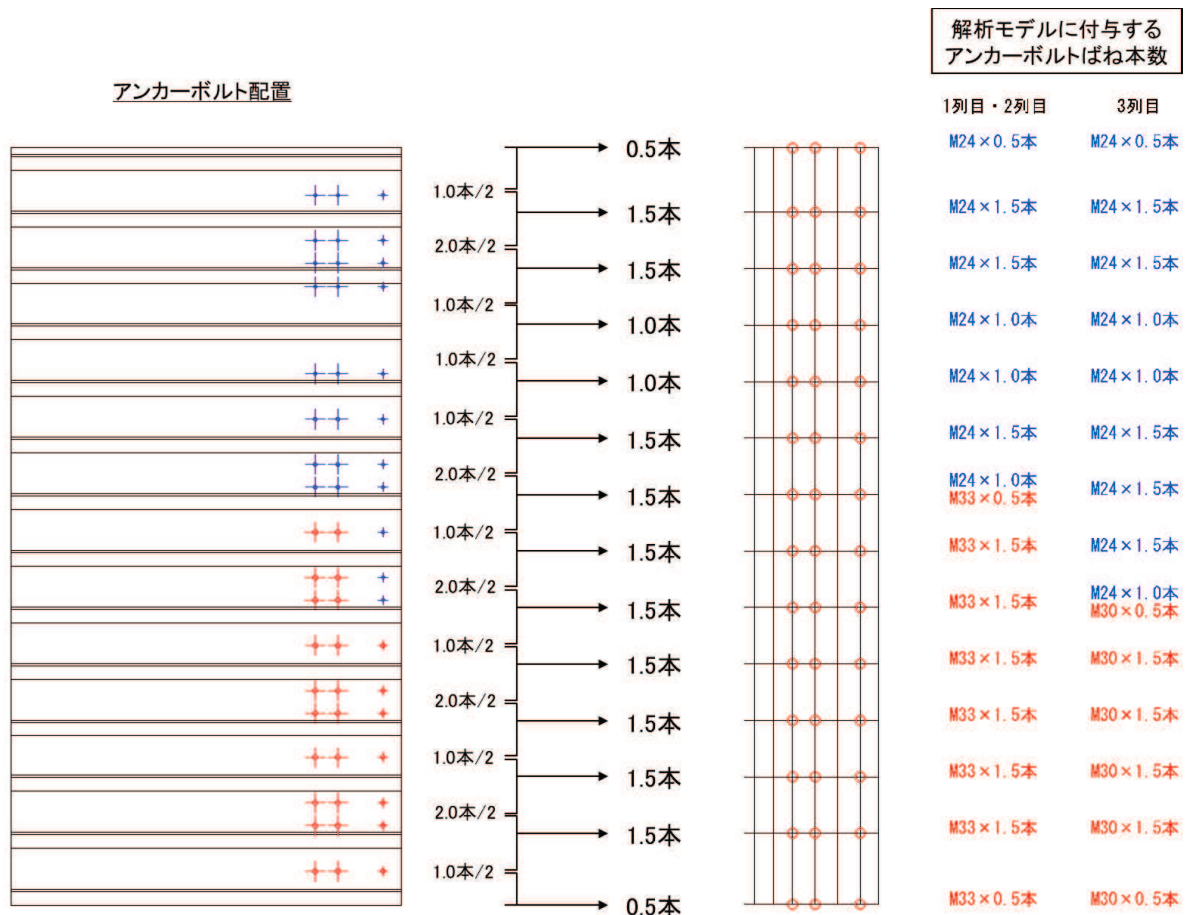 解析モデルに付与する
アンカーボルトばね本数
アンカーボルト配置
1列目・2列目 3列目
0.5本 M24×0.5本 M24×0.5本
1.0本/2
1.5本 M24×1.5本 M24×1.5本
2.0本/2
1.5本 M24×1.5本 M24×1.5本
1.0本/2
1.0本 M24×1.0本 M24×1.0本
1.0本/2
1.0本 M24×1.0本 M24×1.0本
1.0本/2
1.5本 M24×1.5本 M24×1.5本
2.0本/2
M24×1.0本
1.5本 M33×0.5本 M24×1.5本
1.0本/2
1.5本 M33×1.5本 M24×1.5本
2.0本/2
M24×1.0本
1.5本 M33×1.5本 M30×0.5本
1.0本/2
1.5本 M33×1.5本 M30×1.5本
2.0本/2
1.5本 M33×1.5本 M30×1.5本
1.0本/2
1.5本 M33×1.5本 M30×1.5本
2.0本/2
1.5本 M33×1.5本 M30×1.5本
1.0本/2
0.5本 M33×0.5本 M30×0.5本